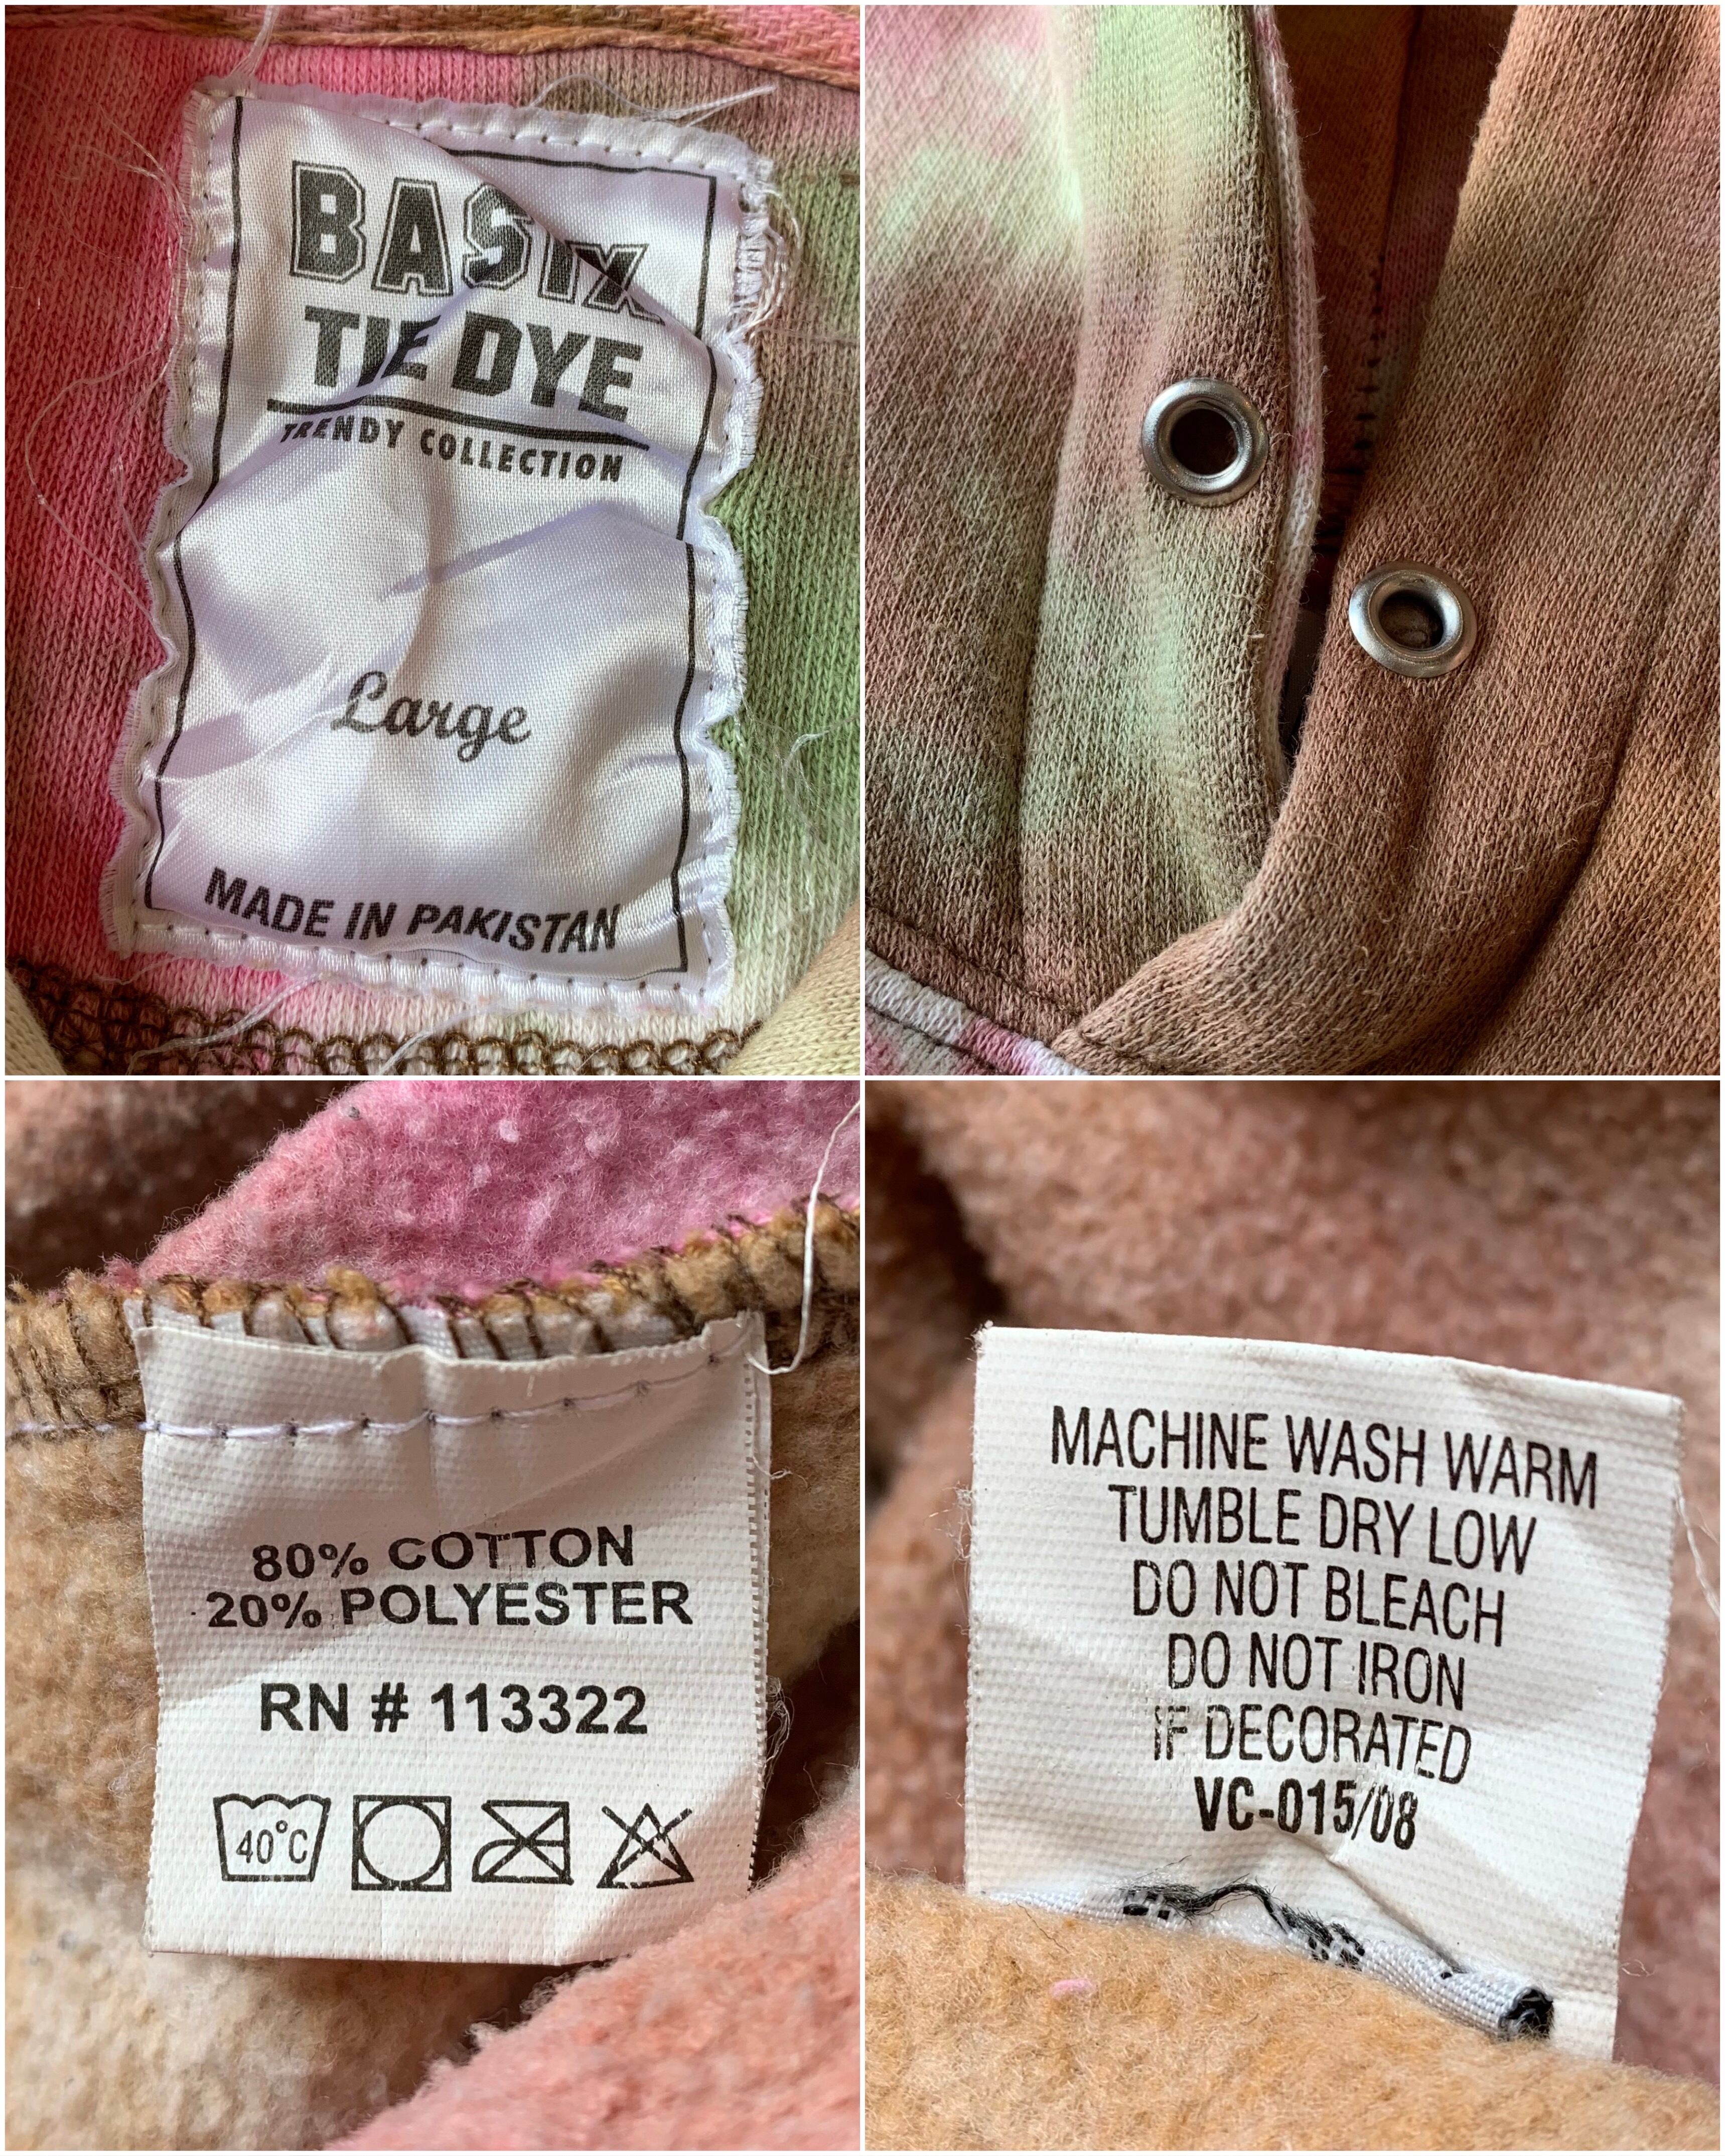 BASIX
TIE DYE
TRENDY COLLECTION
Large
MADE IN PAKISTAN
80% COTTON
20% POLYESTER
RN # 113322
40°C
MACHINE WASH WARM
TUMBLE DRY LOW
DO NOT BLEACH
DO NOT IRON
IF DECORATED
VC-015/08